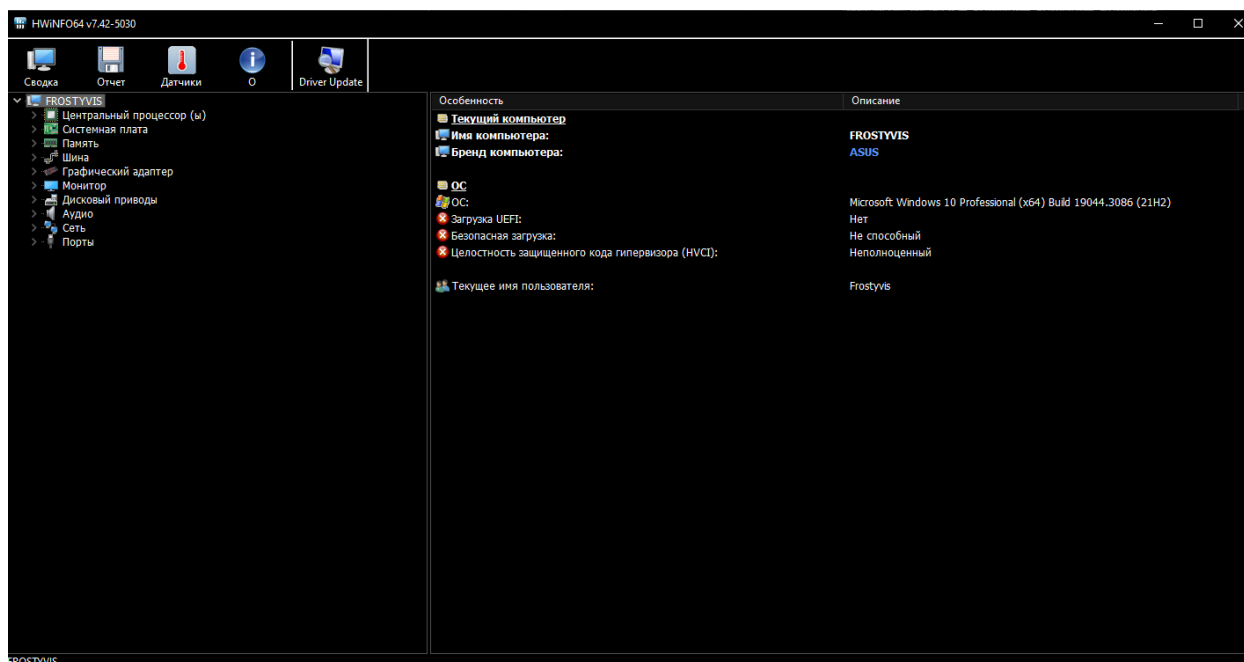 HWiNFO64 v7.42-5030
Сводка Отчет Датчики О Driver Update
FROSTYVIS
Центральный процессор (ы)
Системная плата
Память
Шина
Графический адаптер
Монитор
Дисковый приводы
Аудио
Сеть
Порты
Особенность Описание
Текущий компьютер
Имя компьютера: FROSTYVIS
Бренд компьютера: ASUS
ОС
ОС: Microsoft Windows 10 Professional (x64) Build 19044.3086 (21H2)
Загрузка UEFI: Нет
Безопасная загрузка: Не способный
Целостность защищенного кода гипервизора (HVCI): Неполноценный
Текущее имя пользователя: Frostyvis
FROSTYVIS